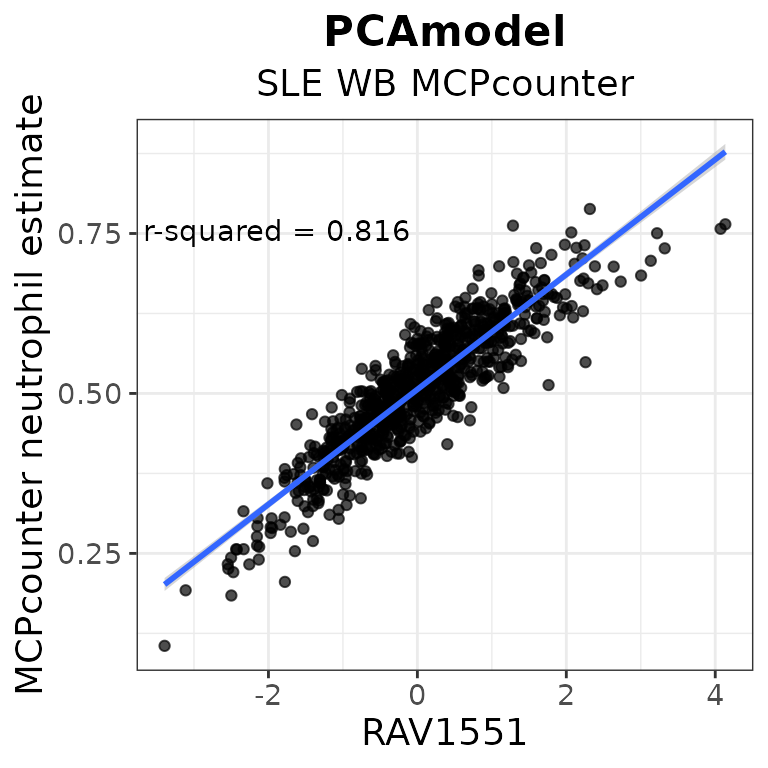 PCAmodel
SLE WB MCPcounter
MCPcounter neutrophil estimate
0.75
r-squared = 0.816
0.50
0.25
-2 0 2 4
RAV1551